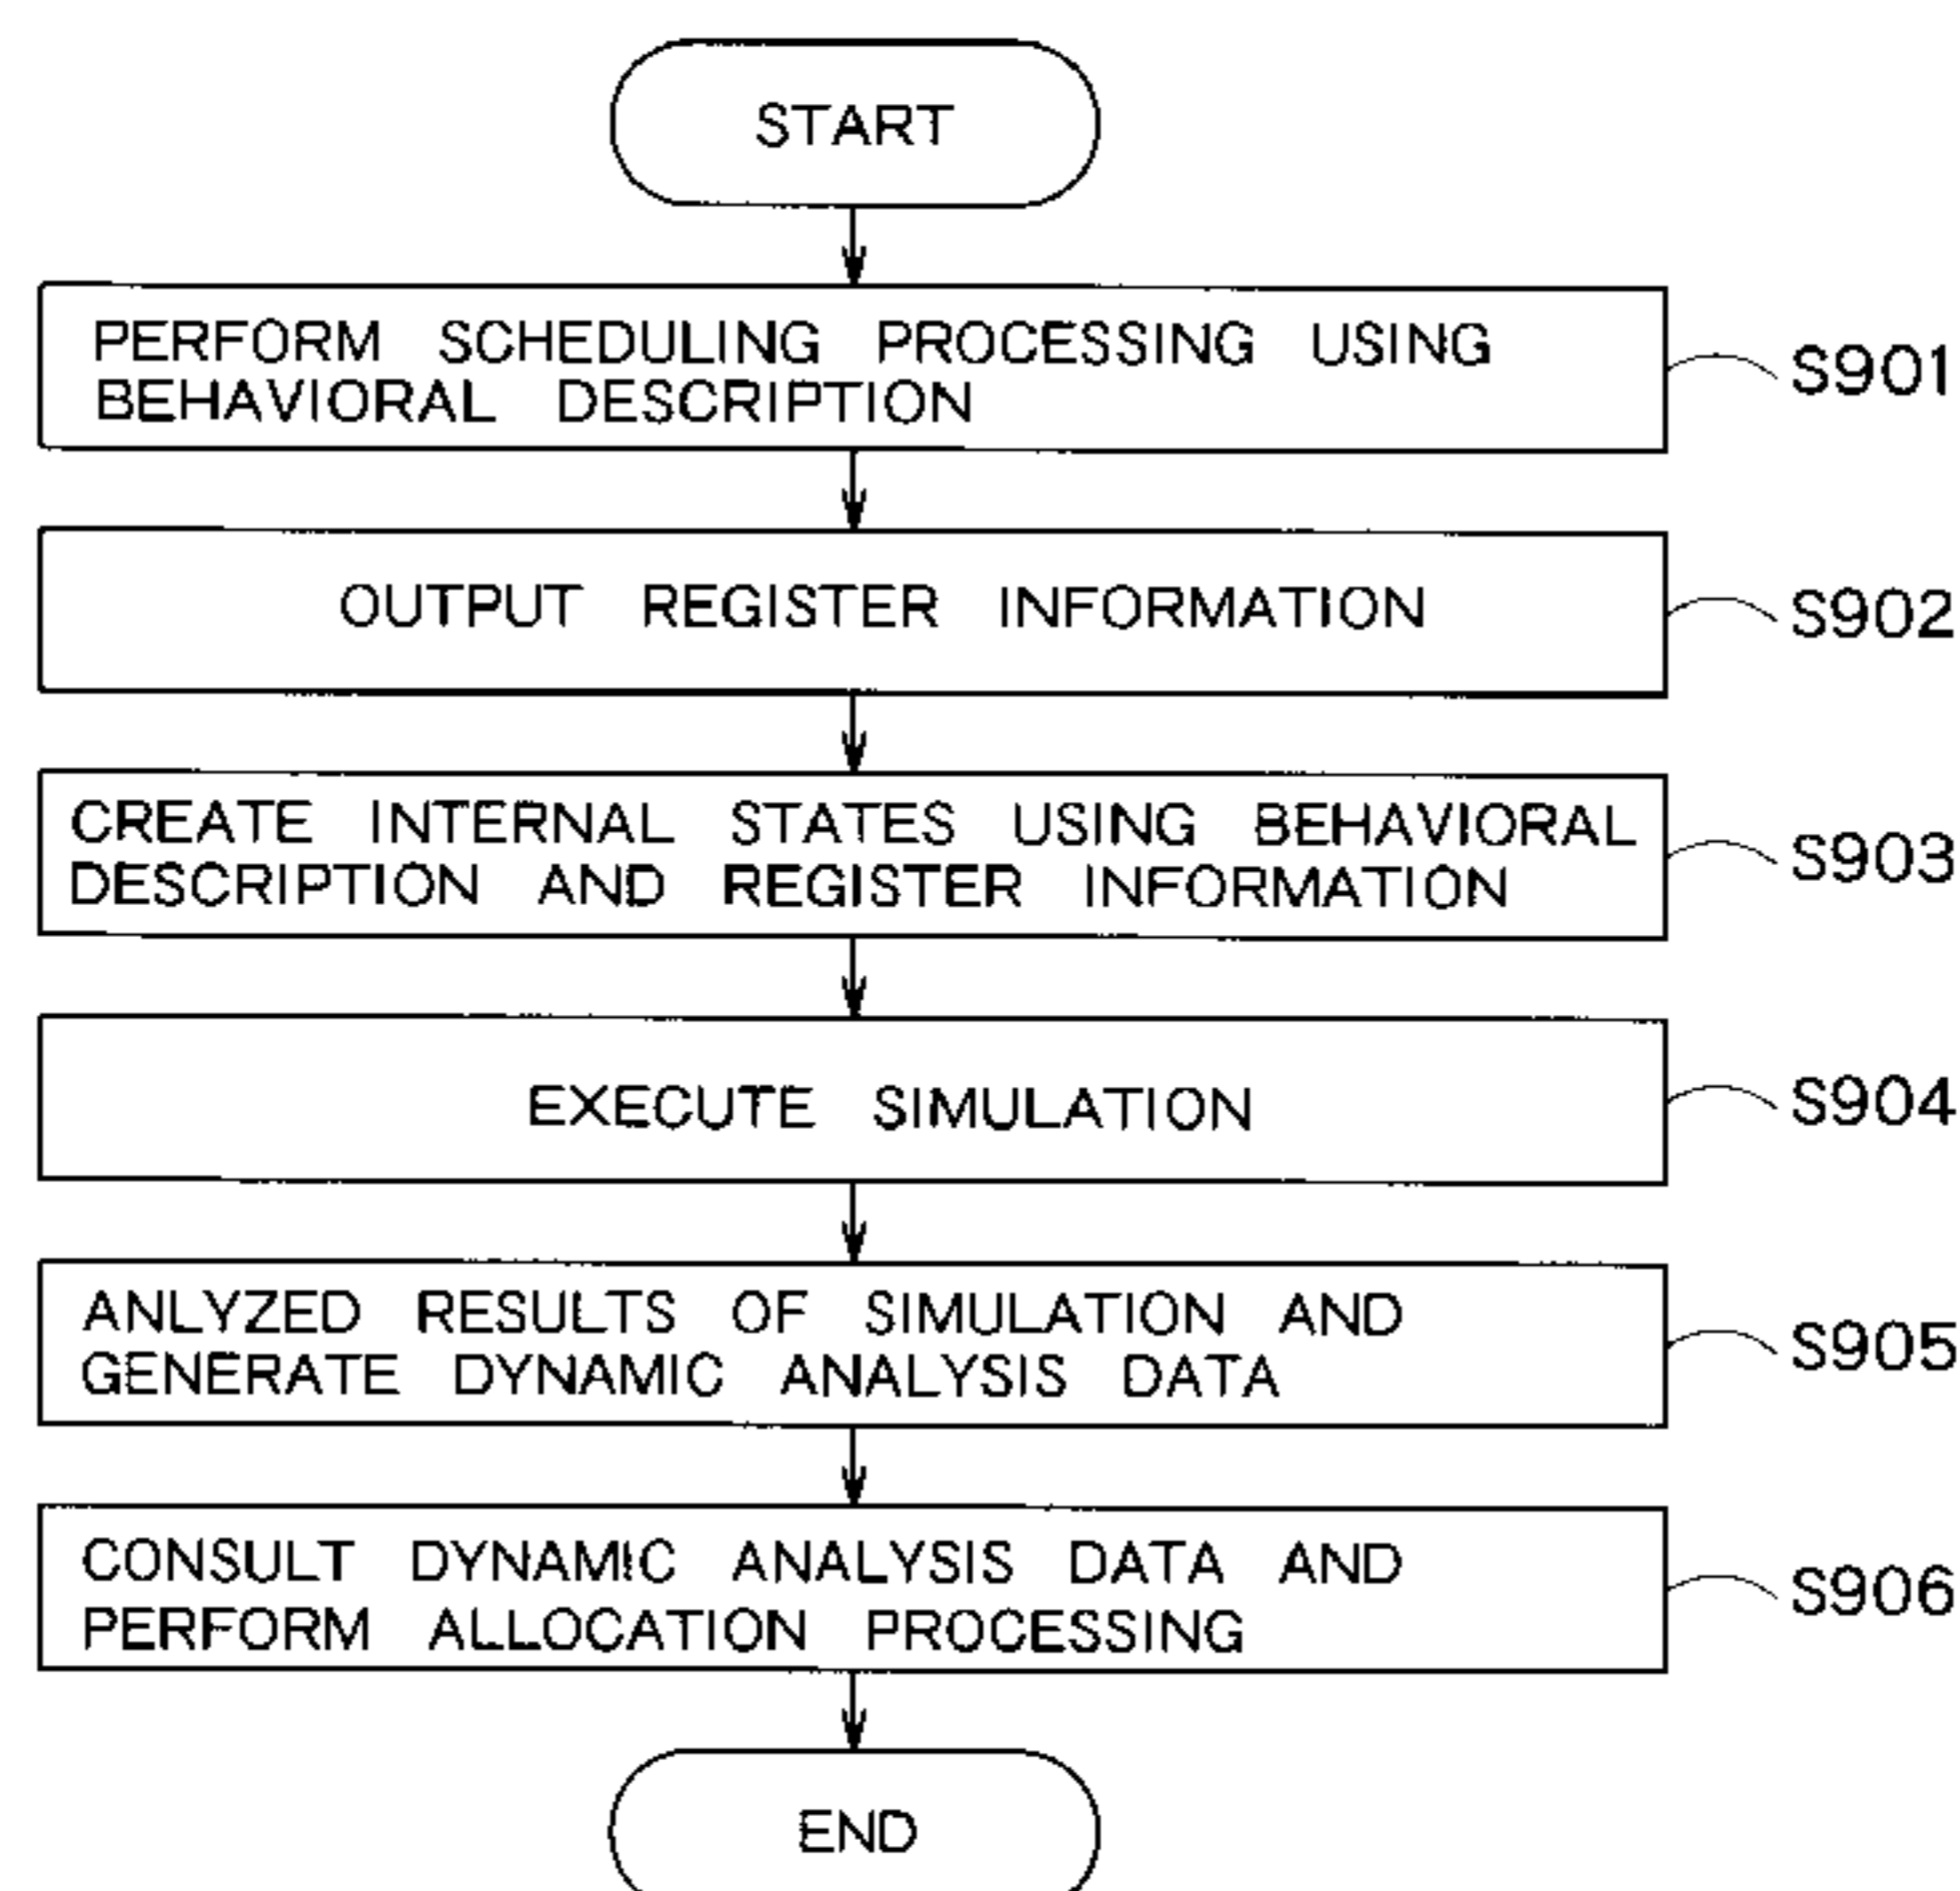 START
PERFORM SCHEDULING PROCESSING USING
BEHAVIORAL DESCRIPTION
S901
OUTPUT REGISTER INFORMATION
S902
CREATE INTERNAL STATES USING BEHAVIORAL
DESCRIPTION AND REGISTER INFORMATION
S903
EXECUTE SIMULATION
S904
ANLYZED RESULTS OF SIMULATION AND
GENERATE DYNAMIC ANALYSIS DATA
S905
CONSULT DYNAMIC ANALYSIS DATA AND
PERFORM ALLOCATION PROCESSING
S906
END